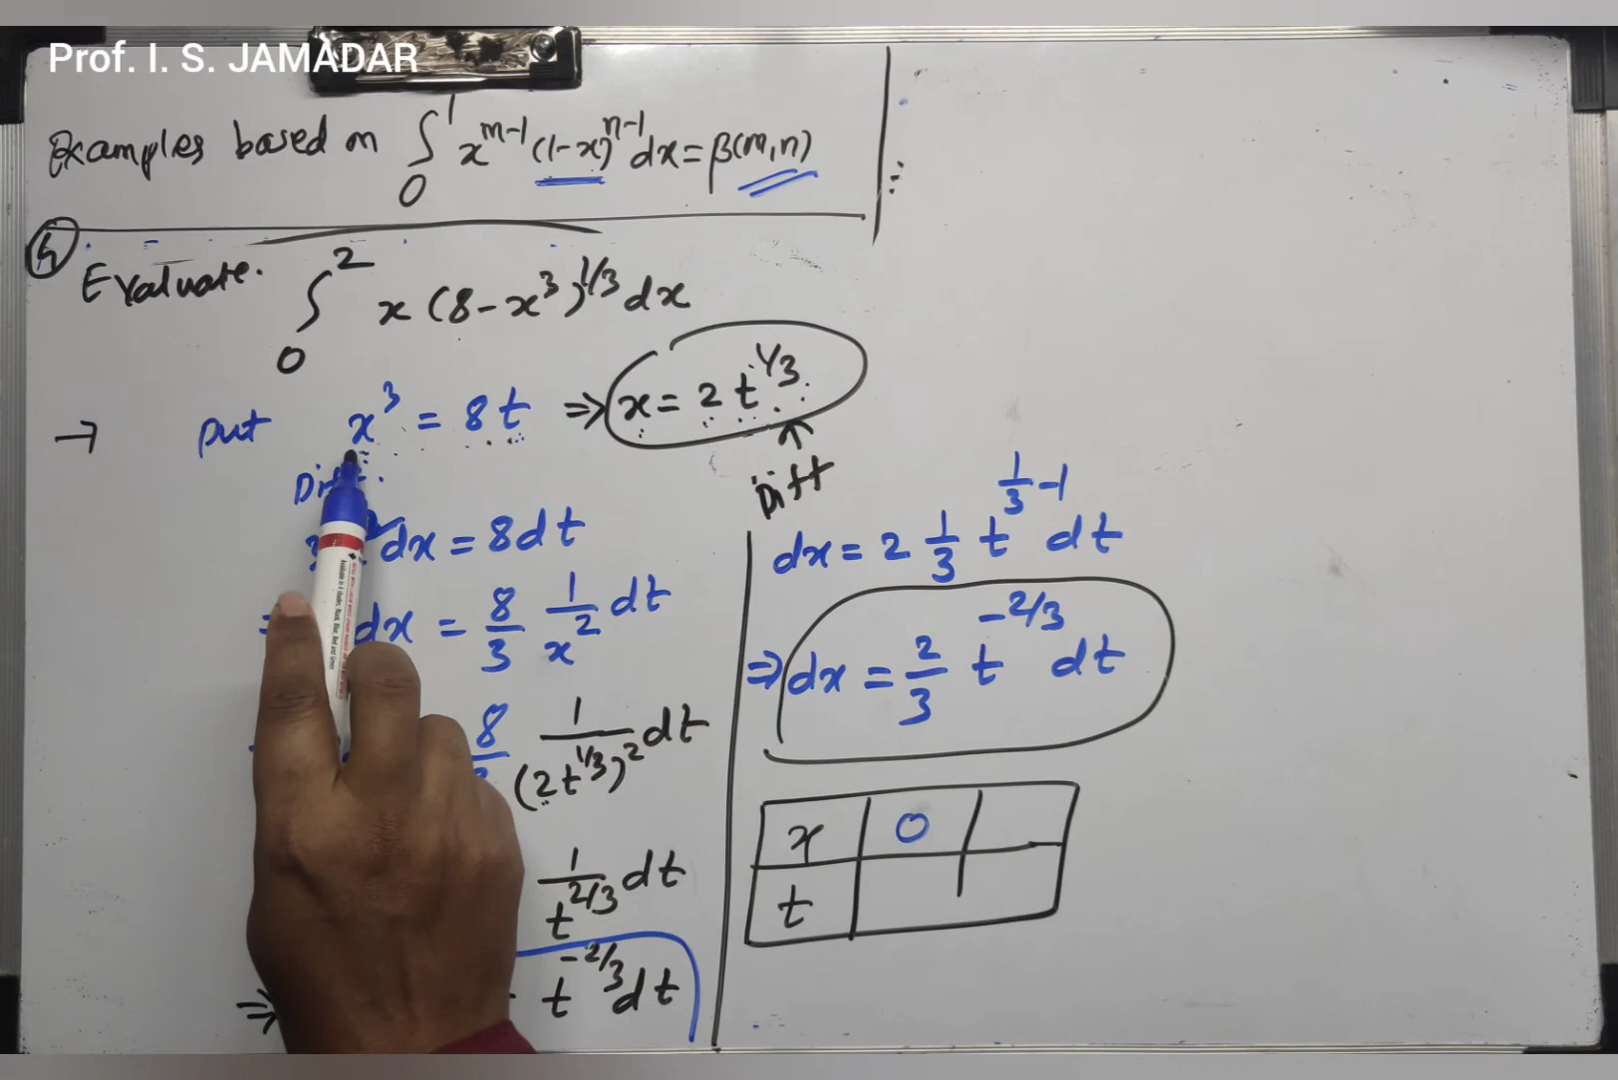 Prof. I. S. JAMADAR
Examples based on ∫₀¹ x^(m-1) (1-x)^(n-1) dx = β(m,n)
4
Evaluate. ∫₀² x (8-x³)^(1/3) dx
→ put x³ = 8t ⇒ x = 2 t^(1/3)
Diff
dx = 8dt
dx = 8/3 1/x² dt
8 1/(2t^(1/3))² dt
1/t^(2/3) dt
⇒ t^(-2/3) dt
Diff
dx = 2 1/3 t^(1/3 -1) dt
⇒ dx = 2/3 t^(-2/3) dt
x 0
t